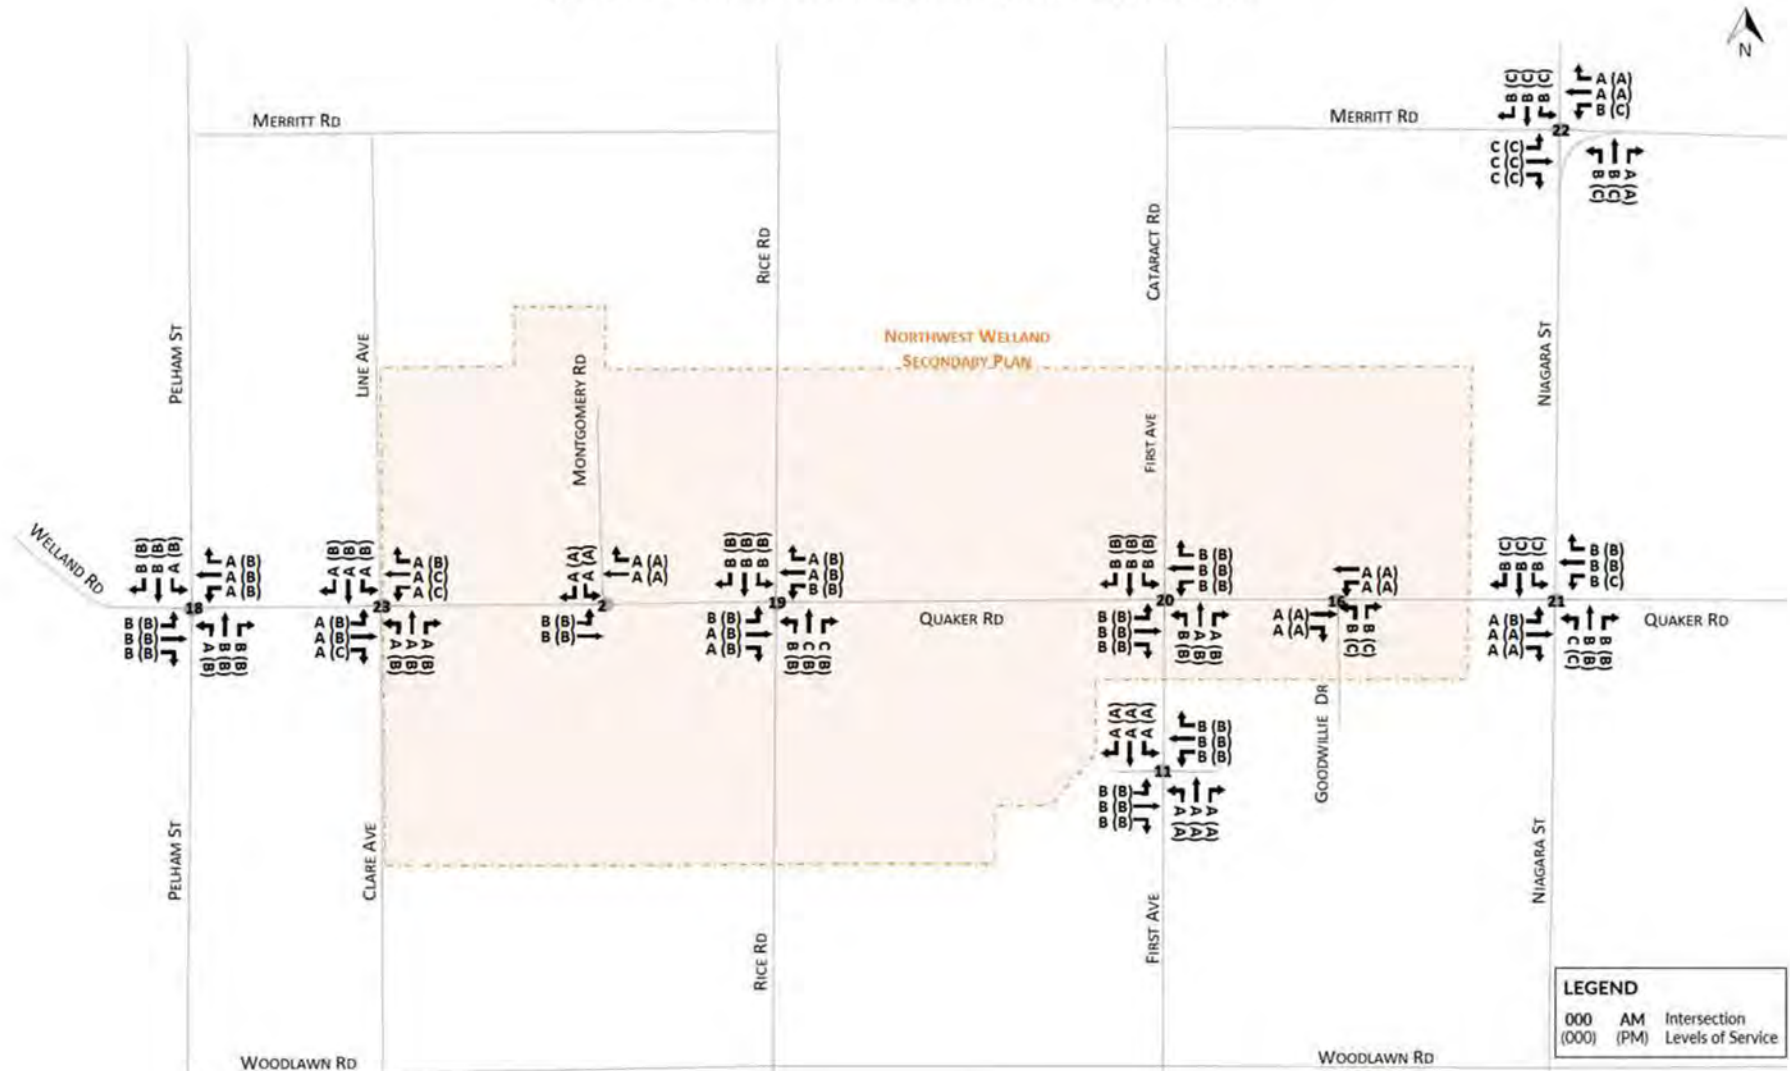 N
MERRITT RD
MERRITT RD
B (C)
B (C)
B (C)
A (A)
A (A)
B (C)
22
C (C)
C (C)
C (C)
B (C)
B (C)
A (A)
PELHAM ST
LINE AVE
MONTGOMERY RD
RICE RD
CATARACT RD
FIRST AVE
NIAGARA ST
NORTHWEST WELLAND
SECONDARY PLAN
WELLAND RD
B (B)
B (B)
A (B)
A (B)
A (B)
A (B)
18
B (B)
B (B)
B (B)
A (B)
B (B)
B (B)
A (B)
A (B)
A (B)
A (B)
A (C)
A (C)
23
A (B)
A (B)
A (C)
A (B)
A (B)
A (B)
A (A)
A (A)
A (A)
A (A)
2
B (B)
B (B)
B (B)
B (B)
B (B)
A (B)
A (B)
B (B)
19
B (B)
A (B)
A (B)
B (B)
C (B)
C (B)
QUAKER RD
B (B)
B (B)
B (B)
B (B)
B (B)
B (B)
20
B (B)
B (B)
B (B)
B (B)
A (B)
A (B)
A (A)
A (A)
16
A (A)
A (A)
B (C)
B (C)
B (C)
B (C)
B (C)
B (B)
B (B)
B (C)
21
A (B)
A (A)
A (A)
C (C)
B (B)
B (B)
QUAKER RD
A (A)
A (A)
A (A)
B (B)
B (B)
B (B)
11
B (B)
B (B)
B (B)
A (A)
A (A)
A (A)
GOODWILLIE DR
PELHAM ST
CLARE AVE
RICE RD
FIRST AVE
NIAGARA ST
WOODLAWN RD
WOODLAWN RD
LEGEND
000 AM Intersection
(000) (PM) Levels of Service